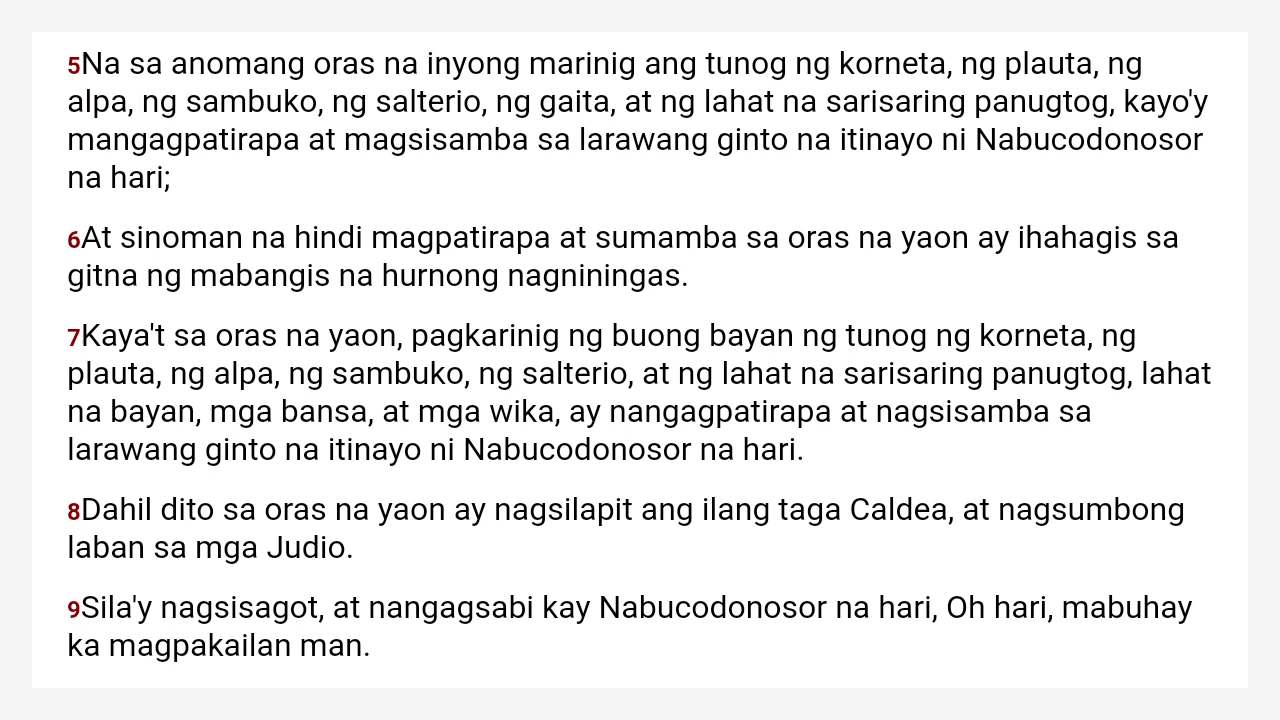 5Na sa anomang oras na inyong marinig ang tunog ng korneta, ng plauta, ng
alpa, ng sambuko, ng salterio, ng gaita, at ng lahat na sarisaring panugtog, kayo'y
mangagpatirapa at magsisamba sa larawang ginto na itinayo ni Nabucodonosor
na hari;
6At sinoman na hindi magpatirapa at sumamba sa oras na yaon ay ihahagis sa
gitna ng mabangis na hurnong nagniningas.
7Kaya't sa oras na yaon, pagkarinig ng buong bayan ng tunog ng korneta, ng
plauta, ng alpa, ng sambuko, ng salterio, at ng lahat na sarisaring panugtog, lahat
na bayan, mga bansa, at mga wika, ay nangagpatirapa at nagsisamba sa
larawang ginto na itinayo ni Nabucodonosor na hari.
8Dahil dito sa oras na yaon ay nagsilapit ang ilang taga Caldea, at nagsumbong
laban sa mga Judio.
9Sila'y nagsisagot, at nangagsabi kay Nabucodonosor na hari, Oh hari, mabuhay
ka magpakailan man.